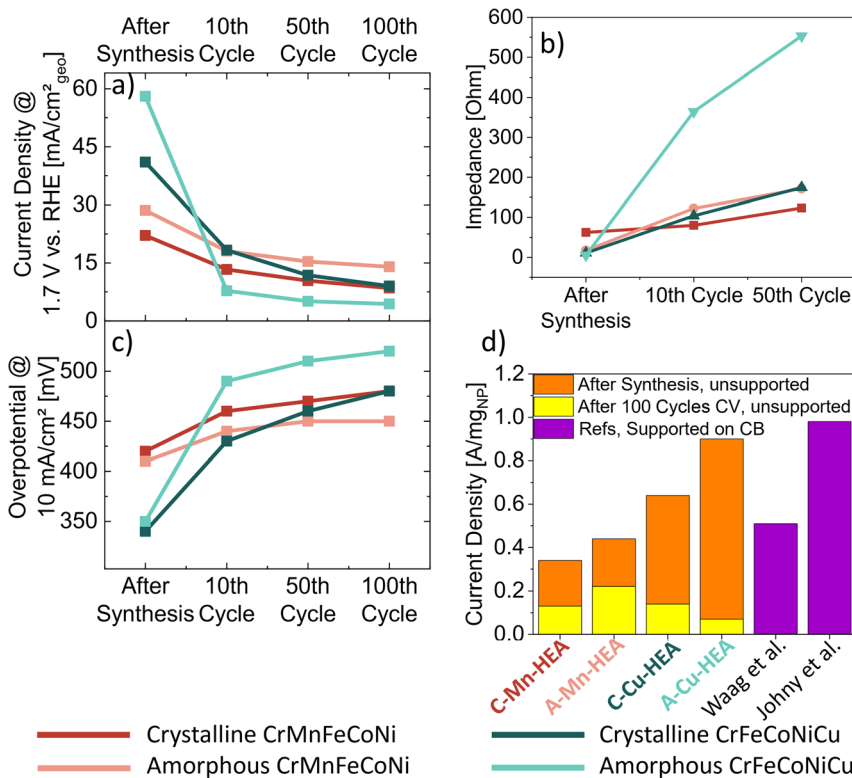 After Synthesis
10th Cycle
50th Cycle
100th Cycle
a)
Current Density @
1.7 V vs. RHE [mA/cm²geo]
60
45
30
15
0
b)
Impedance [Ohm]
600
500
400
300
200
100
0
After Synthesis
10th Cycle
50th Cycle
c)
Overpotential @
10 mA/cm² [mV]
500
450
400
350
After Synthesis
10th Cycle
50th Cycle
100th Cycle
d)
Current Density [A/mgNP]
1.2
1.0
0.8
0.6
0.4
0.2
0.0
After Synthesis, unsupported
After 100 Cycles CV, unsupported
Refs, Supported on CB
C-Mn-HEA
A-Mn-HEA
C-Cu-HEA
A-Cu-HEA
Waag et al.
Johny et al.
Crystalline CrMnFeCoNi
Amorphous CrMnFeCoNi
Crystalline CrFeCoNiCu
Amorphous CrFeCoNiCu